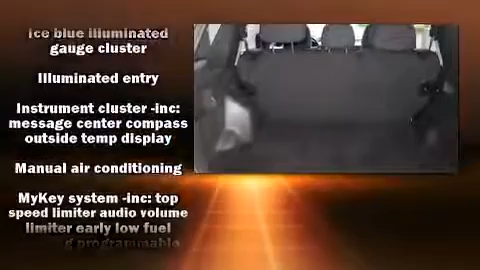 Ice blue illuminated
gauge cluster
Illuminated entry
Instrument cluster -inc:
message center compass
outside temp display
Manual air conditioning
MyKey system -inc: top
speed limiter audio volume
limiter early low fuel
programmable